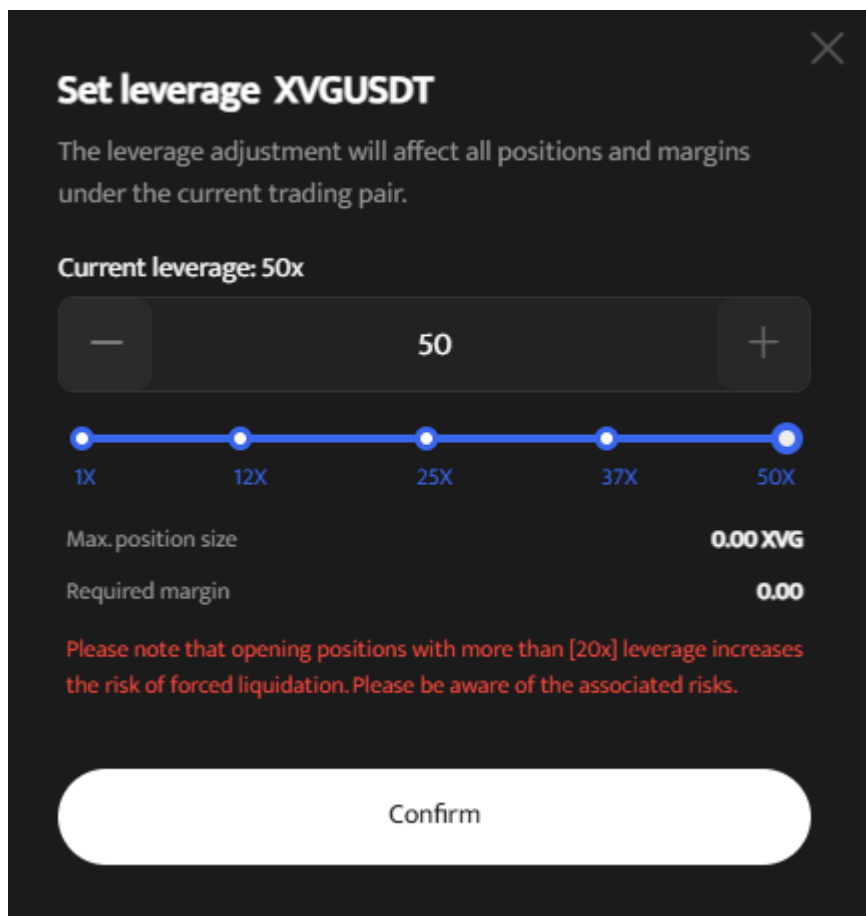 Set leverage XVGUSDT
The leverage adjustment will affect all positions and margins
under the current trading pair.
Current leverage: 50x
50
1X 12X 25X 37X 50X
Max. position size 0.00 XVG
Required margin 0.00
Please note that opening positions with more than [20x] leverage increases
the risk of forced liquidation. Please be aware of the associated risks.
Confirm